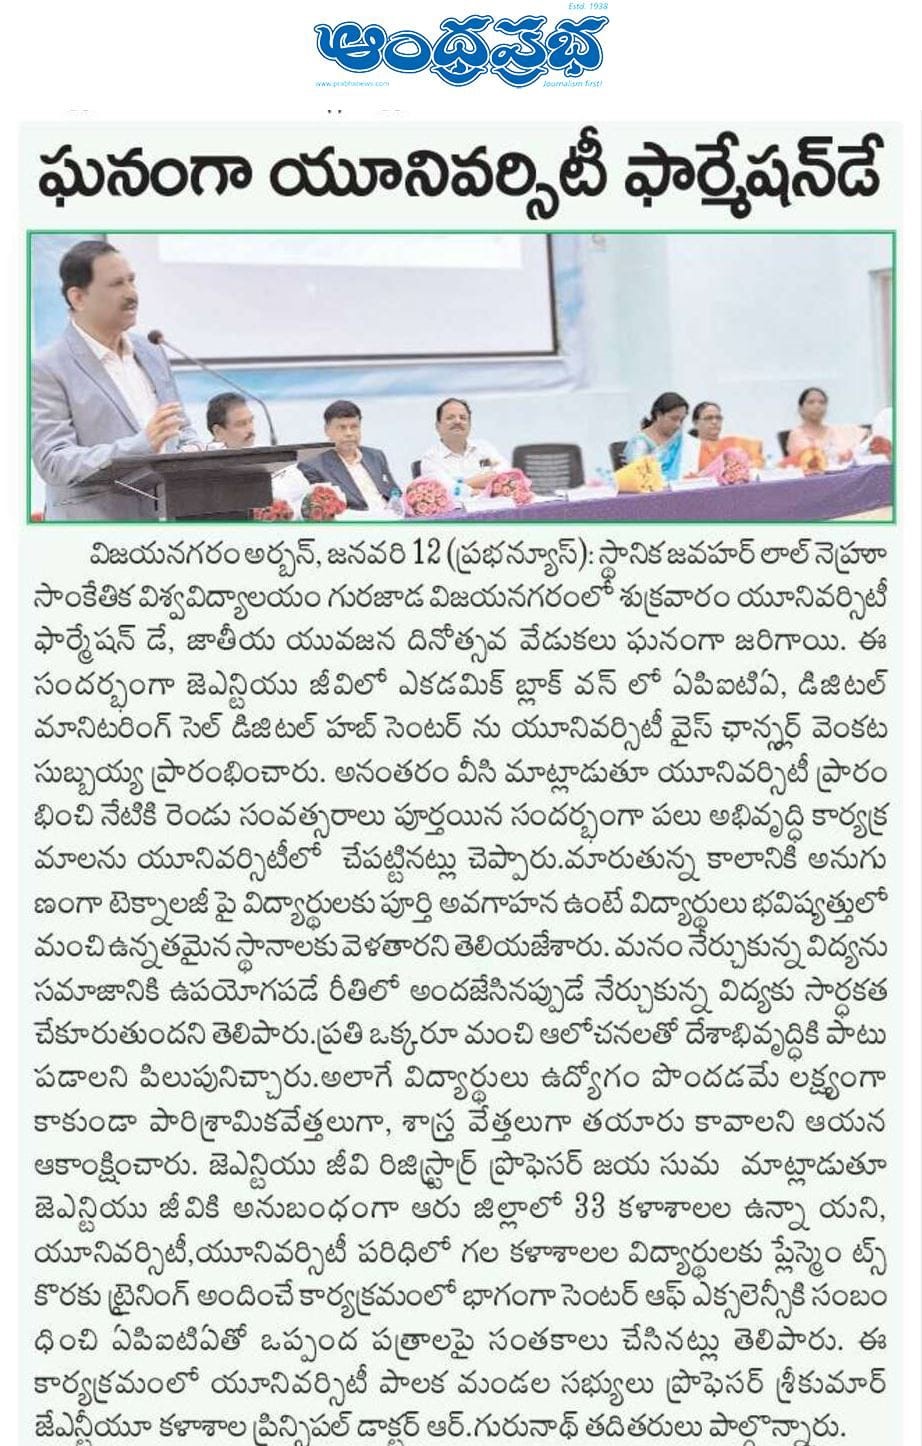 Estd. 1938
ఆంధ్రప్రభ
www.prabhanews.com
Journalism first!
ఘనంగా యూనివర్సిటీ ఫార్మేషన్‌డే
విజయనగరం అర్బన్, జనవరి 12 (ప్రభన్యూస్): స్థానిక జవహర్ లాల్ నెహ్రూ
సాంకేతిక విశ్వవిద్యాలయం గురజాడ విజయనగరంలో శుక్రవారం యూనివర్సిటీ
ఫార్మేషన్ డే, జాతీయ యువజన దినోత్సవ వేడుకలు ఘనంగా జరిగాయి. ఈ
సందర్భంగా జెఎన్టియు జీవిలో ఎకడమిక్ బ్లాక్ వన్ లో ఏపిఐటిఏ, డిజిటల్
మానిటరింగ్ సెల్ డిజిటల్ హబ్ సెంటర్ ను యూనివర్సిటీ వైస్ ఛాన్సర్ల్ వెంకట
సుబ్బయ్య ప్రారంభించారు. అనంతరం వీసి మాట్లాడుతూ యూనివర్సిటీ ప్రారం
భించి నేటికి రెండు సంవత్సరాలు పూర్తయిన సందర్భంగా పలు అభివృద్ధి కార్యక్ర
మాలను యూనివర్సిటీలో చేపట్టినట్లు చెప్పారు.మారుతున్న కాలానికి అనుగు
ణంగా టెక్నాలజీ పై విద్యార్థులకు పూర్తి అవగాహన ఉంటే విద్యార్థులు భవిష్యత్తులో
మంచి ఉన్నతమైన స్థానాలకు వెళతారని తెలియజేశారు. మనం నేర్చుకున్న విద్యను
సమాజానికి ఉపయోగపడే రీతిలో అందజేసినప్పుడే నేర్చుకున్న విద్యకు సార్ధకత
చేకూరుతుందని తెలిపారు.ప్రతి ఒక్కరూ మంచి ఆలోచనలతో దేశాభివృద్ధికి పాటు
పడాలని పిలుపునిచ్చారు.అలాగే విద్యార్థులు ఉద్యోగం పొందడమే లక్ష్యంగా
కాకుండా పారిశ్రామికవేత్తలుగా, శాస్త్ర వేత్తలుగా తయారు కావాలని ఆయన
ఆకాంక్షించారు. జెఎన్టియు జీవి రిజిస్ట్రార్ర్ ప్రొఫెసర్ జయ సుమ మాట్లాడుతూ
జెఎన్టియు జీవికి అనుబంధంగా ఆరు జిల్లాలో 33 కళాశాలల ఉన్నా యని,
యూనివర్సిటీ,యూనివర్సిటీ పరిధిలో గల కళాశాలల విద్యార్థులకు ప్లేస్మెం ట్స్
కొరకు ట్రైనింగ్ అందించే కార్యక్రమంలో భాగంగా సెంటర్ ఆఫ్ ఎక్సలెన్సీకి సంబం
ధించి ఏపిఐటిఏతో ఒప్పంద పత్రాలపై సంతకాలు చేసినట్లు తెలిపారు. ఈ
కార్యక్రమంలో యూనివర్సిటీ పాలక మండల సభ్యులు ప్రొఫెసర్ శ్రీకుమార్
జేఎన్టీయూ కళాశాల ప్రిన్సిపల్ డాక్టర్ ఆర్.గురునాథ్ తదితరులు పాల్గొన్నారు.